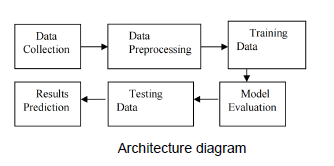 Data
Collection
Data
Preprocessing
Training
Data
Model
Evaluation
Testing
Data
Results
Prediction
Architecture diagram